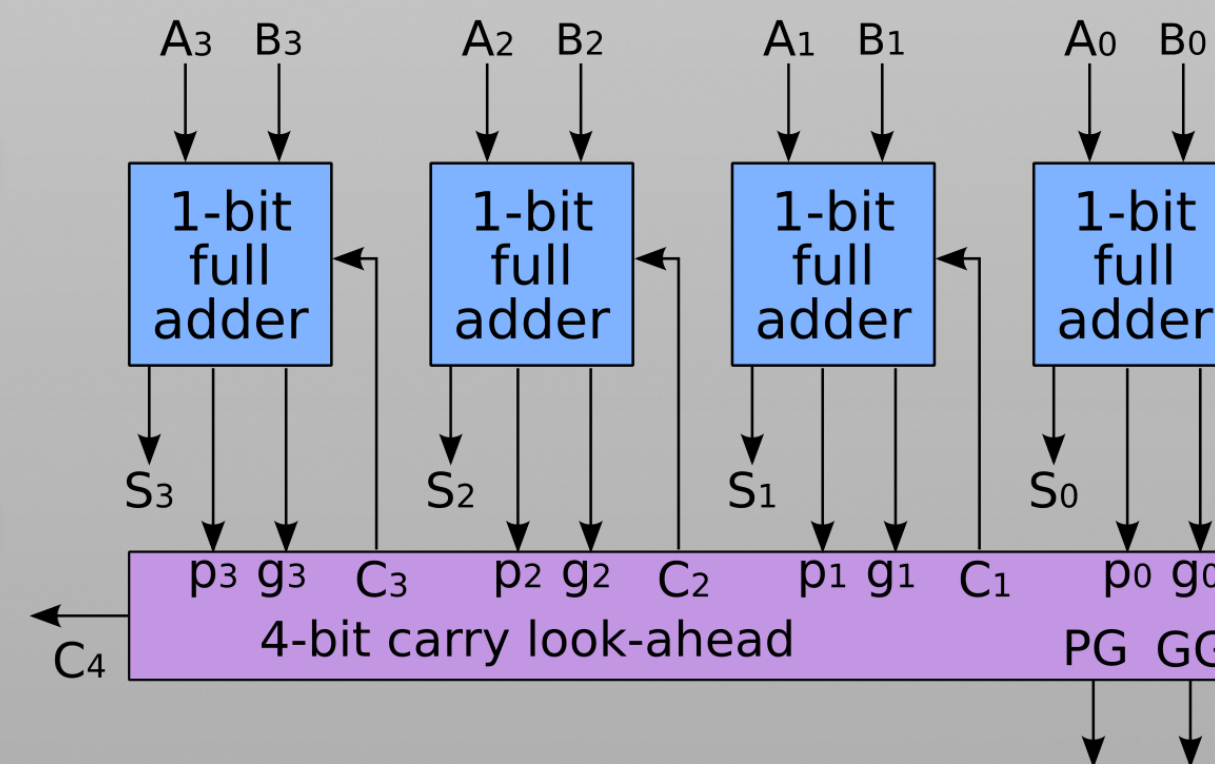 A3 B3 A2 B2 A1 B1 A0 B0
1-bit full adder
1-bit full adder
1-bit full adder
1-bit full adder
S3 S2 S1 S0
p3 g3 C3 p2 g2 C2 p1 g1 C1 p0 g0
4-bit carry look-ahead PG GG
C4